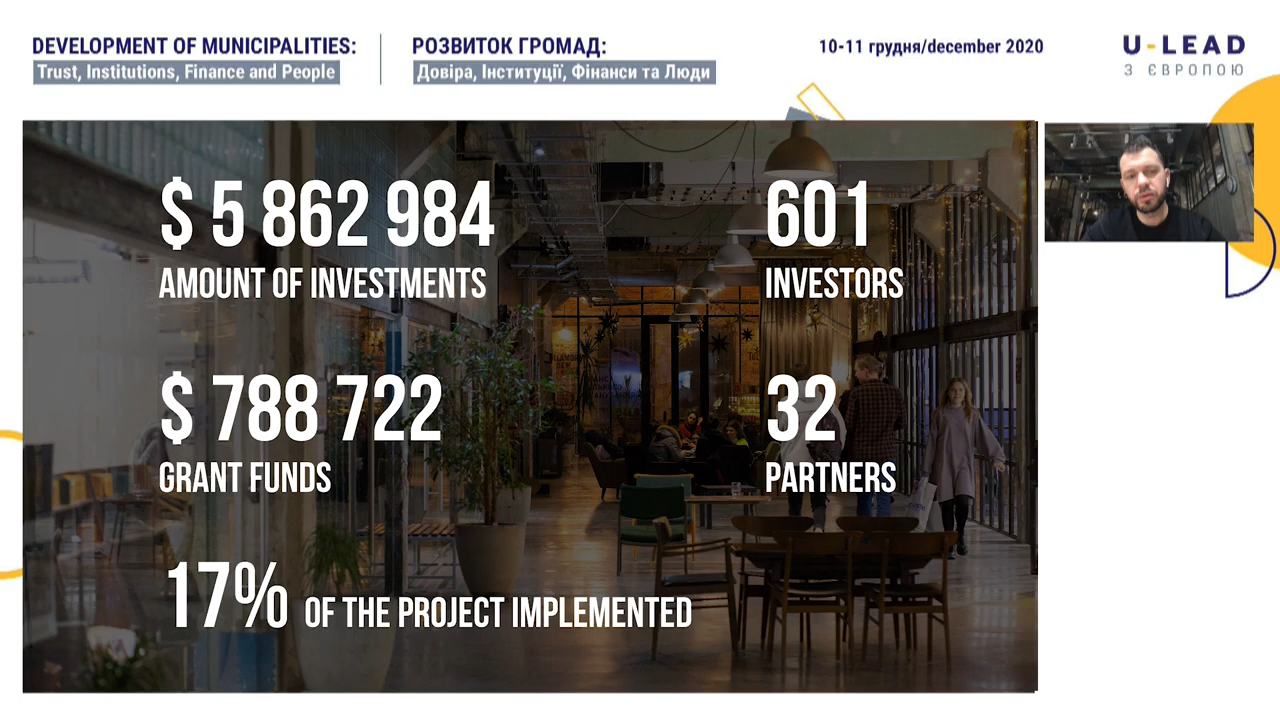 DEVELOPMENT OF MUNICIPALITIES:
Trust, Institutions, Finance and People
РОЗВИТОК ГРОМАД:
Довіра, Інституції, Фінанси та Люди
10-11 грудня/december 2020
U-LEAD
З ЄВРОПОЮ
$ 5 862 984
AMOUNT OF INVESTMENTS
601
INVESTORS
$ 788 722
GRANT FUNDS
32
PARTNERS
17% OF THE PROJECT IMPLEMENTED